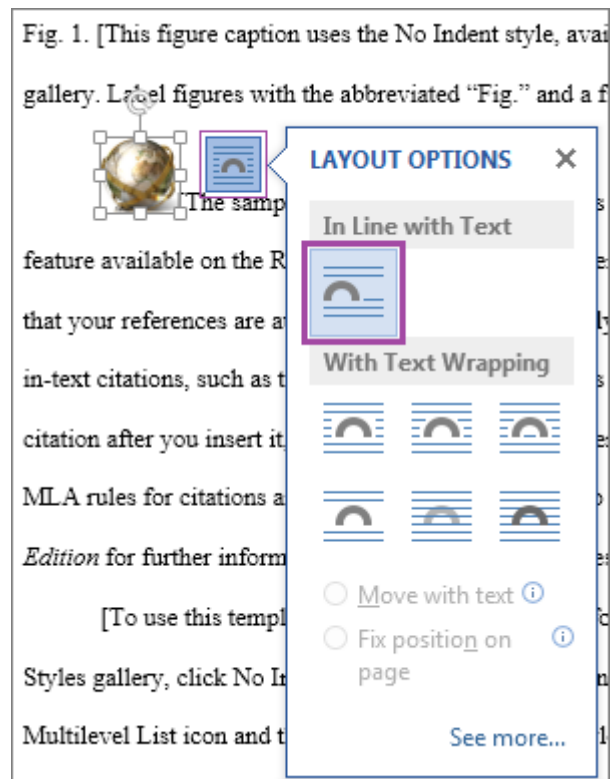 Fig. 1. [This figure caption uses the No Indent style, avai
gallery. Label figures with the abbreviated “Fig.” and a f
[The samp
feature available on the R
that your references are a
in-text citations, such as t
citation after you insert it,
MLA rules for citations a
Edition for further inform
[To use this templ
Styles gallery, click No In
Multilevel List icon and t
LAYOUT OPTIONS
In Line with Text
With Text Wrapping
Move with text
Fix position on
page
See more...